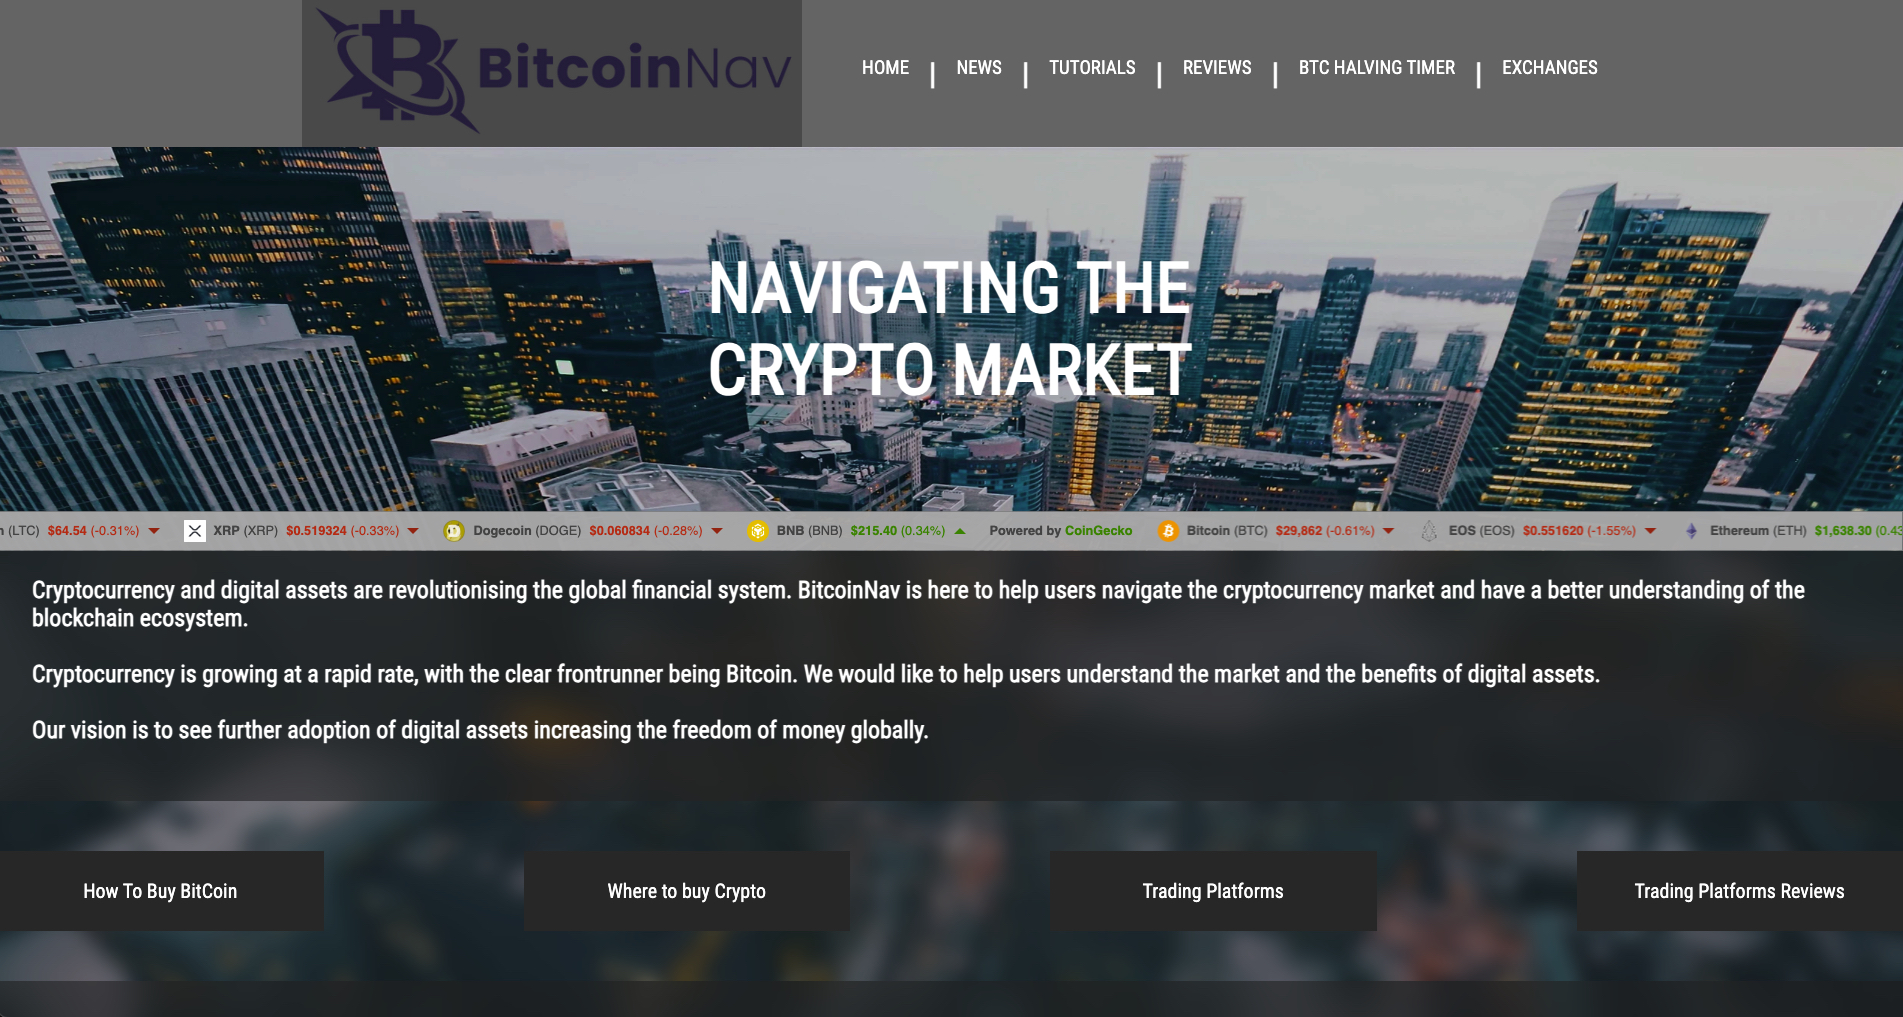 BitcoinNav
HOME
NEWS
TUTORIALS
REVIEWS
BTC HALVING TIMER
EXCHANGES
NAVIGATING THE
CRYPTO MARKET
(LTC) $64.54 (-0.31%) XRP (XRP) $0.519324 (-0.33%) Dogecoin (DOGE) $0.060834 (-0.28%) BNB (BNB) $215.40 (0.34%) Powered by CoinGecko Bitcoin (BTC) $29,862 (-0.61%) EOS (EOS) $0.551620 (-1.55%) Ethereum (ETH) $1,638.30 (0.43
Cryptocurrency and digital assets are revolutionising the global financial system. BitcoinNav is here to help users navigate the cryptocurrency market and have a better understanding of the
blockchain ecosystem.
Cryptocurrency is growing at a rapid rate, with the clear frontrunner being Bitcoin. We would like to help users understand the market and the benefits of digital assets.
Our vision is to see further adoption of digital assets increasing the freedom of money globally.
How To Buy BitCoin
Where to buy Crypto
Trading Platforms
Trading Platforms Reviews